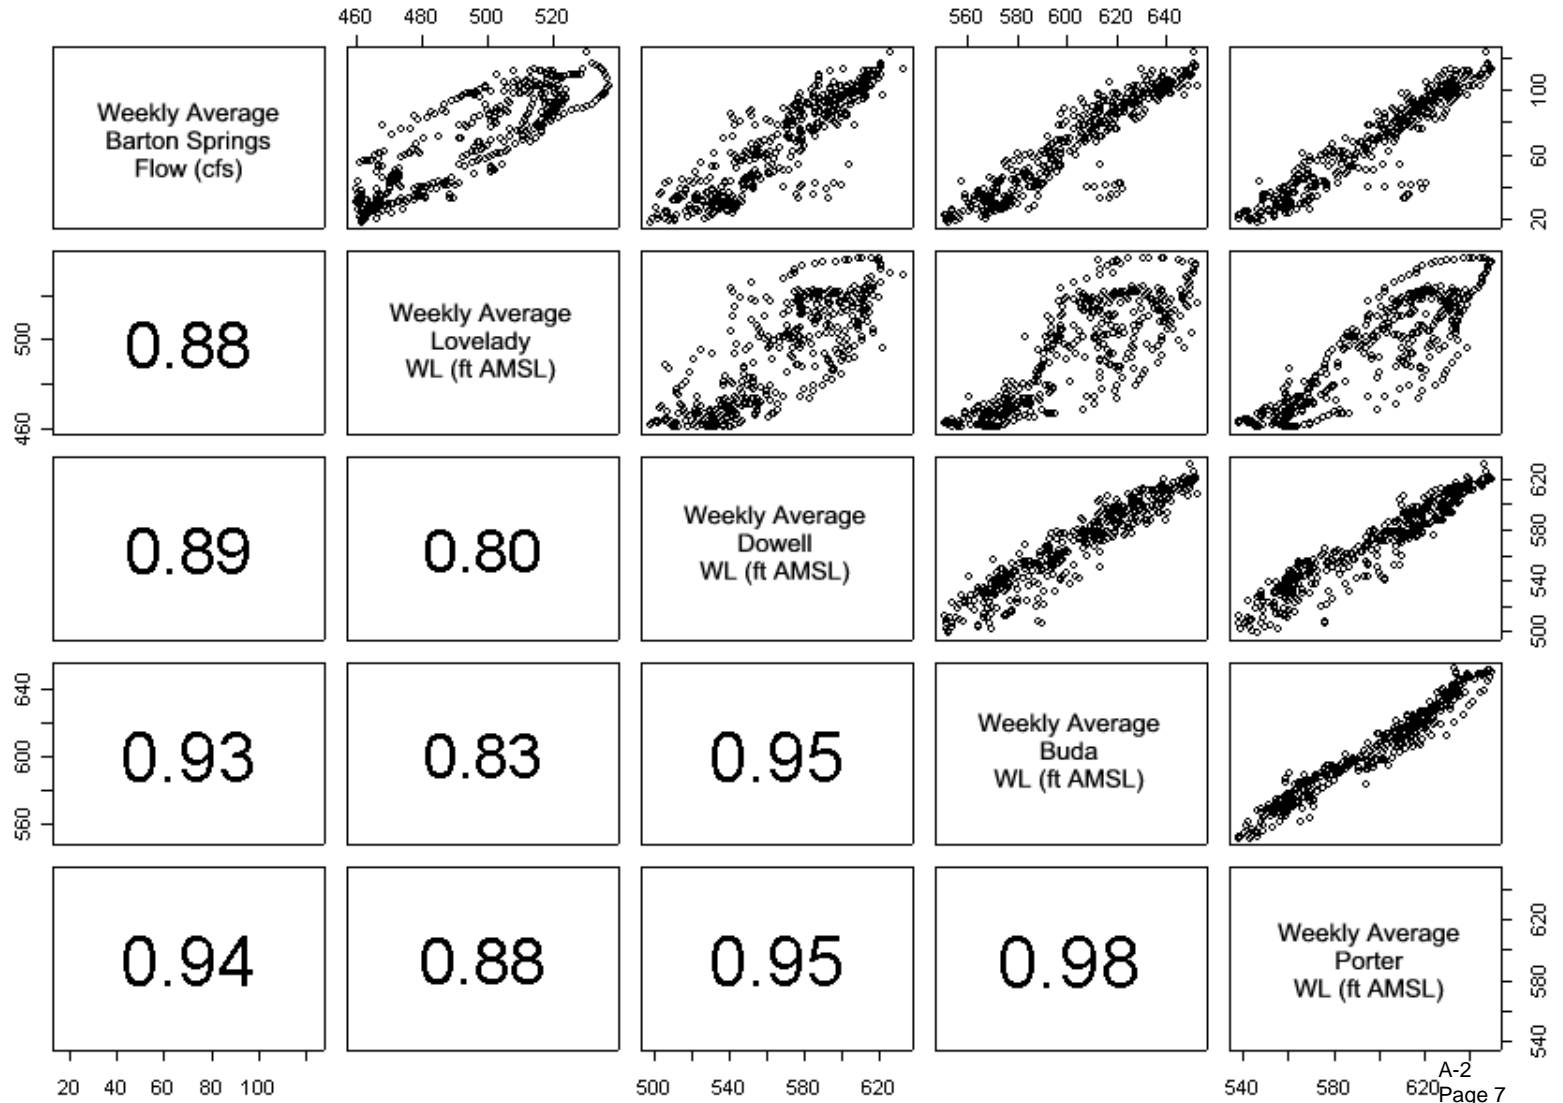 460 480 500 520
560 580 600 620 640
Weekly Average
Barton Springs
Flow (cfs)
20 60 100
0.88
Weekly Average
Lovelady
WL (ft AMSL)
460 500
0.89
0.80
Weekly Average
Dowell
WL (ft AMSL)
500 540 580 620
0.93
0.83
0.95
Weekly Average
Buda
WL (ft AMSL)
560 600 640
0.94
0.88
0.95
0.98
Weekly Average
Porter
WL (ft AMSL)
540 580 620
20 40 60 80 100
500 540 580 620
540 580 620
A-2
Page 7